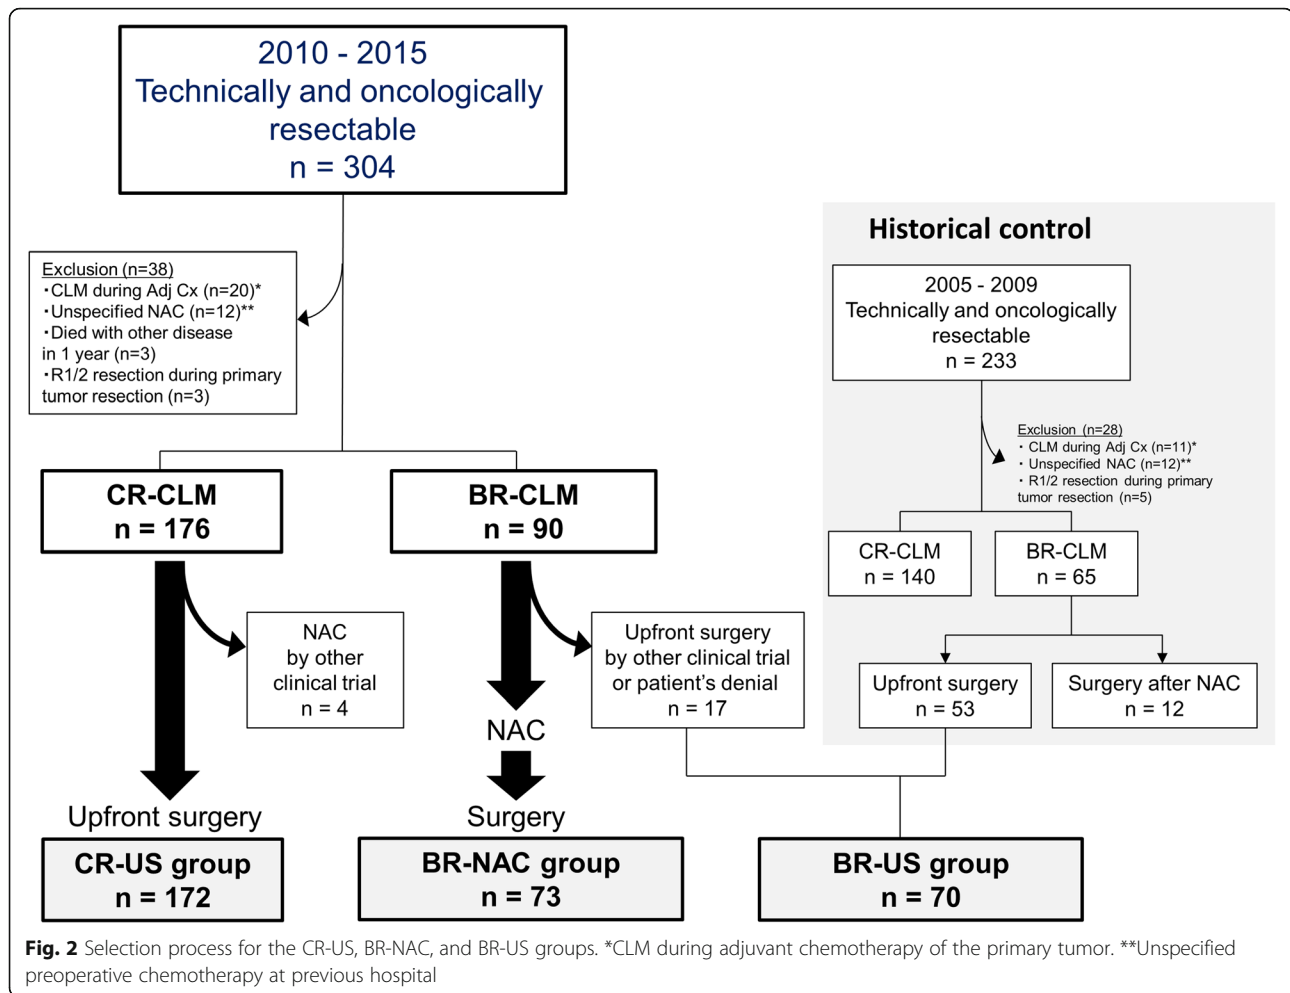 2010 - 2015
Technically and oncologically
resectable
n = 304
Exclusion (n=38)
・CLM during Adj Cx (n=20)*
・Unspecified NAC (n=12)**
・Died with other disease
in 1 year (n=3)
・R1/2 resection during primary
tumor resection (n=3)
CR-CLM
n = 176
BR-CLM
n = 90
NAC
by other
clinical trial
n = 4
Upfront surgery
by other clinical trial
or patient's denial
n = 17
NAC
Upfront surgery
Surgery
CR-US group
n = 172
BR-NAC group
n = 73
BR-US group
n = 70
Historical control
2005 - 2009
Technically and oncologically
resectable
n = 233
Exclusion (n=28)
・ CLM during Adj Cx (n=11)*
・ Unspecified NAC (n=12)**
・ R1/2 resection during primary
tumor resection (n=5)
CR-CLM
n = 140
BR-CLM
n = 65
Upfront surgery
n = 53
Surgery after NAC
n = 12
Fig. 2 Selection process for the CR-US, BR-NAC, and BR-US groups. *CLM during adjuvant chemotherapy of the primary tumor. **Unspecified
preoperative chemotherapy at previous hospital